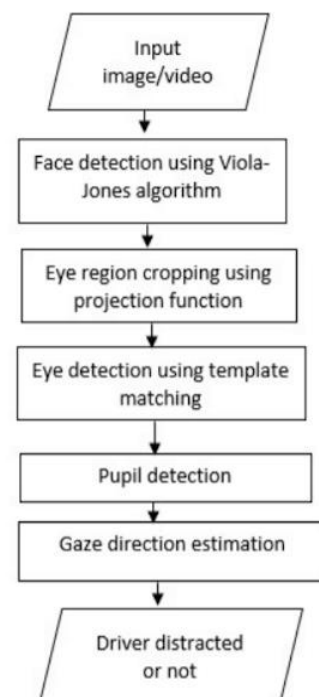 Input
image/video
Face detection using Viola-
Jones algorithm
Eye region cropping using
projection function
Eye detection using template
matching
Pupil detection
Gaze direction estimation
Driver distracted
or not